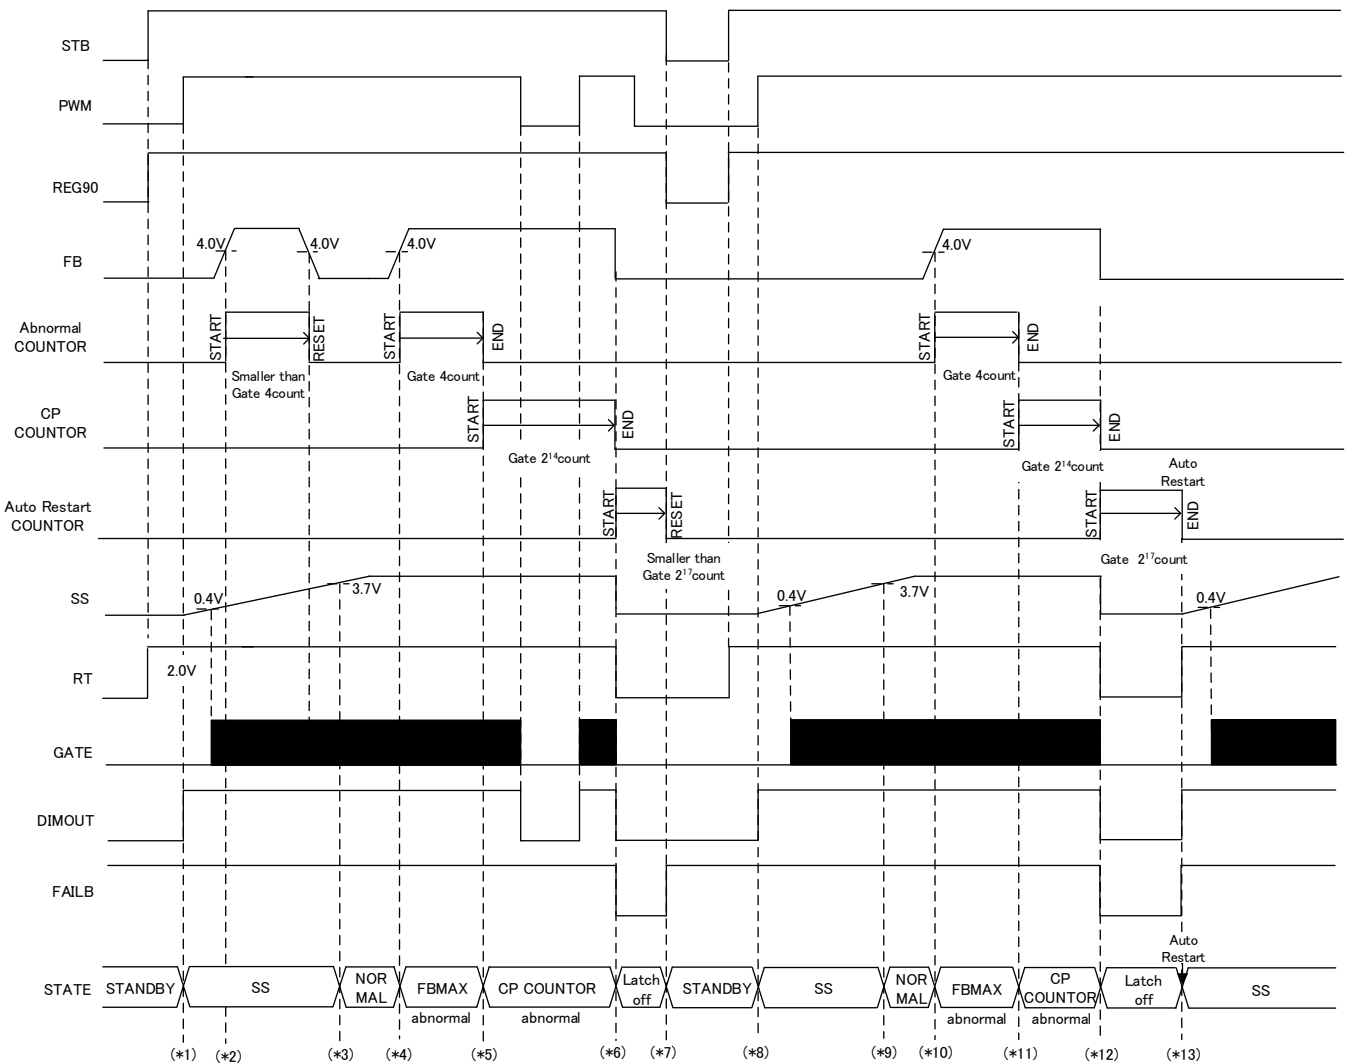 STB
PWM
REG90
4.0V
4.0V
4.0V
4.0V
FB
Abnormal
COUNTOR
START
RESET
START
END
START
END
Smaller than
Gate 4count
Gate 4count
Gate 4count
CP
COUNTOR
START
END
START
END
Gate 2¹⁴count
Gate 2¹⁴count
Auto
Restart
Auto Restart
COUNTOR
START
RESET
START
END
Smaller than
Gate 2¹⁷count
Gate 2¹⁷count
SS
0.4V
3.7V
0.4V
3.7V
0.4V
RT
2.0V
GATE
DIMOUT
FAILB
Auto
Restart
STATE
STANDBY
SS
NOR
MAL
FBMAX
CP COUNTOR
Latch
off
STANDBY
SS
NOR
MAL
FBMAX
CP
COUNTOR
Latch
off
SS
abnormal
abnormal
abnormal
abnormal
(*1)
(*2)
(*3)
(*4)
(*5)
(*6)
(*7)
(*8)
(*9)
(*10)
(*11)
(*12)
(*13)